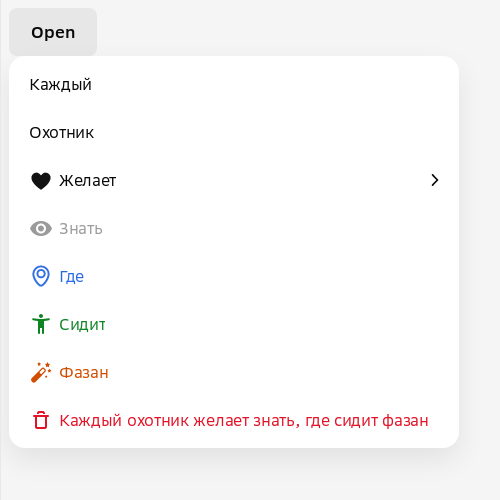 Open
Каждый
Охотник
Желает
Знать
Где
Сидит
Фазан
Каждый охотник желает знать, где сидит фазан